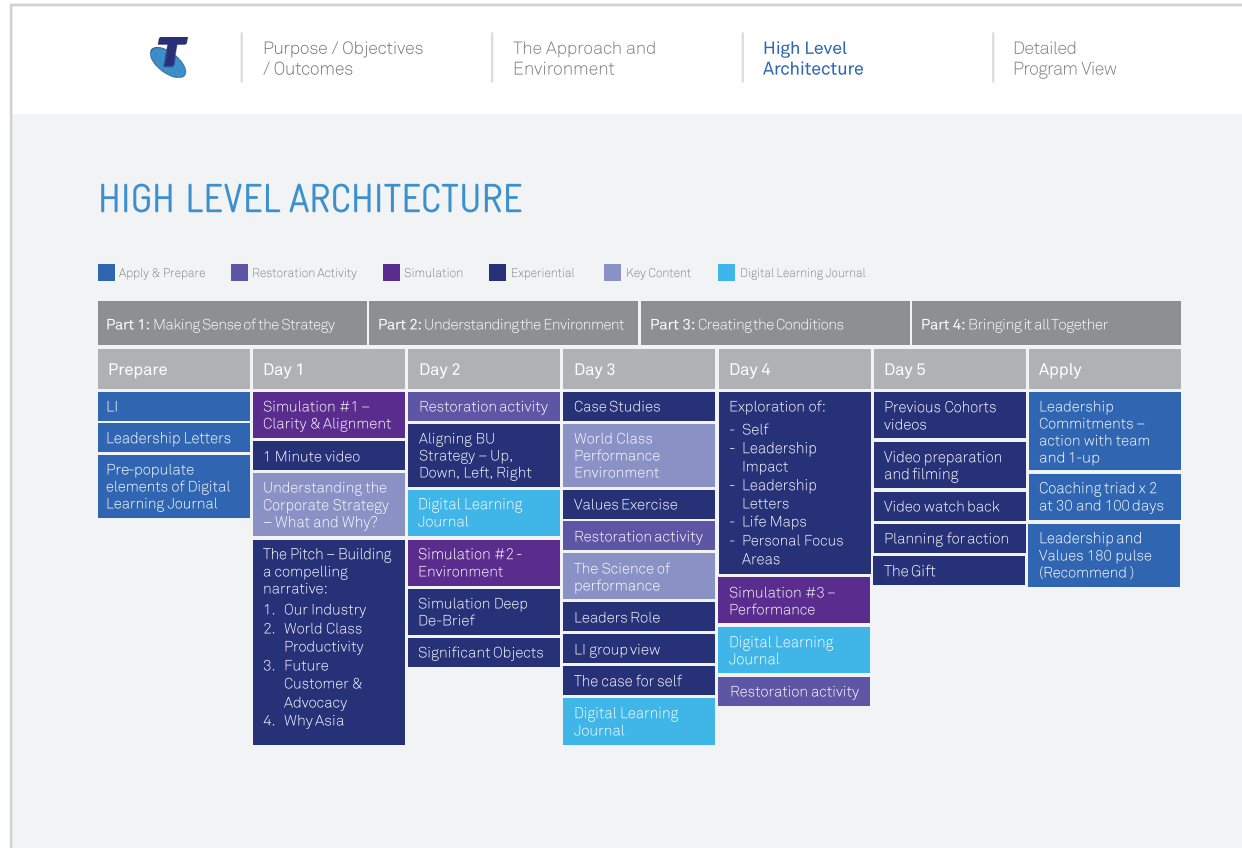 T
Purpose / Objectives
/ Outcomes
The Approach and
Environment
High Level
Architecture
Detailed
Program View
HIGH LEVEL ARCHITECTURE
Apply & Prepare
Restoration Activity
Simulation
Experiential
Key Content
Digital Learning Journal
Part 1: Making Sense of the Strategy
Part 2: Understanding the Environment
Part 3: Creating the Conditions
Part 4: Bringing it all Together
Prepare
LI
Leadership Letters
Pre-populate
elements of Digital
Learning Journal
Day 1
Simulation #1 –
Clarity & Alignment
1 Minute video
Understanding the
Corporate Strategy
– What and Why?
The Pitch – Building
a compelling
narrative:
1. Our Industry
2. World Class
Productivity
3. Future
Customer &
Advocacy
4. Why Asia
Day 2
Restoration activity
Aligning BU
Strategy – Up,
Down, Left, Right
Digital Learning
Journal
Simulation #2 -
Environment
Simulation Deep
De-Brief
Significant Objects
Day 3
Case Studies
World Class
Performance
Environment
Values Exercise
Restoration activity
The Science of
performance
Leaders Role
LI group view
The case for self
Digital Learning
Journal
Day 4
Exploration of:
- Self
- Leadership
Impact
- Leadership
Letters
- Life Maps
- Personal Focus
Areas
Simulation #3 –
Performance
Digital Learning
Journal
Restoration activity
Day 5
Previous Cohorts
videos
Video preparation
and filming
Video watch back
Planning for action
The Gift
Apply
Leadership
Commitments –
action with team
and 1-up
Coaching triad x 2
at 30 and 100 days
Leadership and
Values 180 pulse
(Recommend )